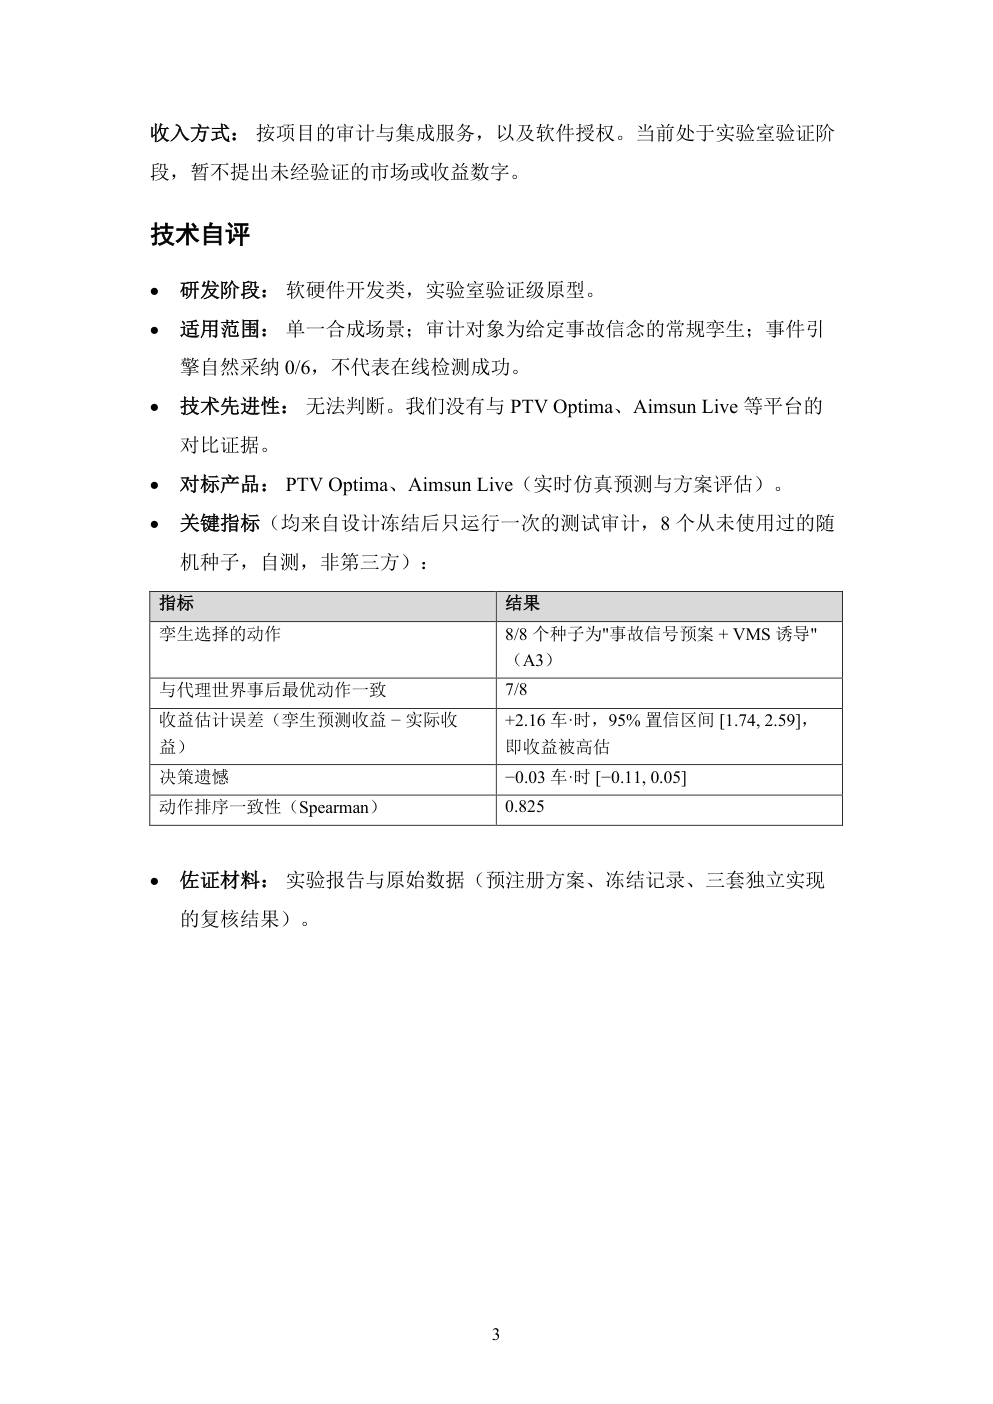 收入方式： 按项目的审计与集成服务，以及软件授权。当前处于实验室验证阶
段，暂不提出未经验证的市场或收益数字。
技术自评
• 研发阶段： 软硬件开发类，实验室验证级原型。
• 适用范围： 单一合成场景；审计对象为给定事故信念的常规孪生；事件引
擎自然采纳 0/6，不代表在线检测成功。
• 技术先进性： 无法判断。我们没有与 PTV Optima、Aimsun Live 等平台的
对比证据。
• 对标产品： PTV Optima、Aimsun Live（实时仿真预测与方案评估）。
• 关键指标（均来自设计冻结后只运行一次的测试审计，8 个从未使用过的随
机种子，自测，非第三方）:
指标 结果
孪生选择的动作 8/8 个种子为"事故信号预案 + VMS 诱导"
（A3）
与代理世界事后最优动作一致 7/8
收益估计误差（孪生预测收益 − 实际收 +2.16 车·时，95% 置信区间 [1.74, 2.59]，
益） 即收益被高估
决策遗憾 −0.03 车·时 [−0.11, 0.05]
动作排序一致性（Spearman） 0.825
• 佐证材料： 实验报告与原始数据（预注册方案、冻结记录、三套独立实现
的复核结果）。
3